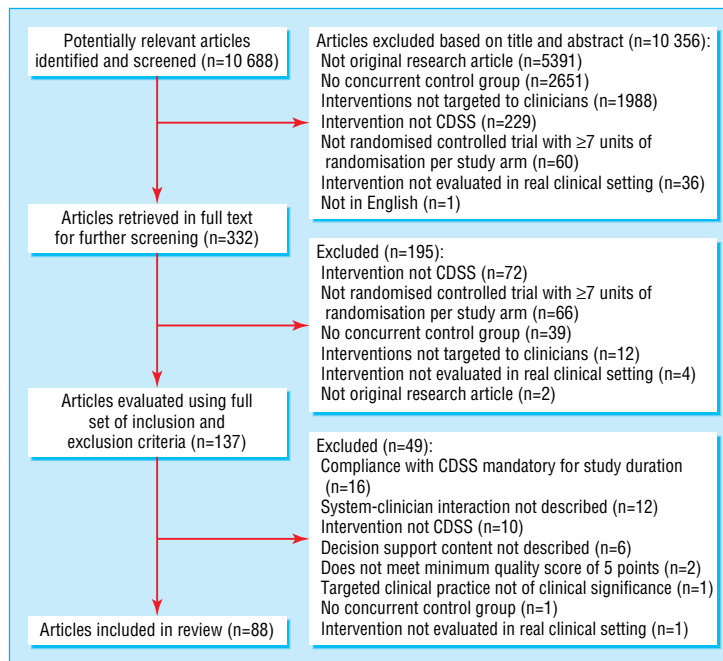 Potentially relevant articles
identified and screened (n=10 688)
Articles excluded based on title and abstract (n=10 356):
Not original research article (n=5391)
No concurrent control group (n=2651)
Interventions not targeted to clinicians (n=1988)
Intervention not CDSS (n=229)
Not randomised controlled trial with ≥7 units of
randomisation per study arm (n=60)
Intervention not evaluated in real clinical setting (n=36)
Not in English (n=1)
Articles retrieved in full text
for further screening (n=332)
Excluded (n=195):
Intervention not CDSS (n=72)
Not randomised controlled trial with ≥7 units of
randomisation per study arm (n=66)
No concurrent control group (n=39)
Interventions not targeted to clinicians (n=12)
Intervention not evaluated in real clinical setting (n=4)
Not original research article (n=2)
Articles evaluated using full
set of inclusion and
exclusion criteria (n=137)
Excluded (n=49):
Compliance with CDSS mandatory for study duration
(n=16)
System-clinician interaction not described (n=12)
Intervention not CDSS (n=10)
Decision support content not described (n=6)
Does not meet minimum quality score of 5 points (n=2)
Targeted clinical practice not of clinical significance (n=1)
No concurrent control group (n=1)
Intervention not evaluated in real clinical setting (n=1)
Articles included in review (n=88)